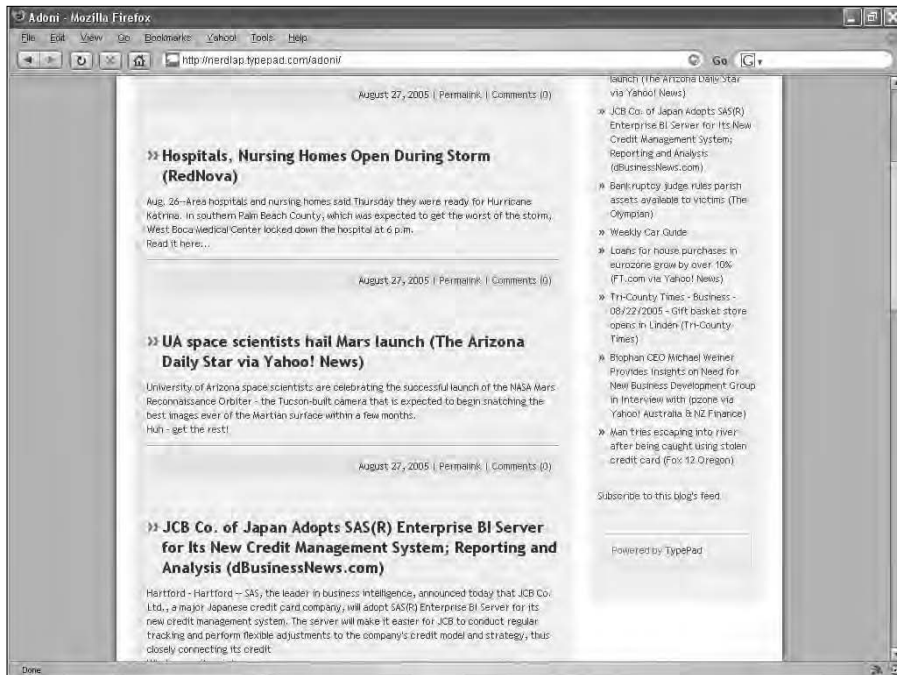 Adoni - Mozilla Firefox
File Edit View Go Bookmarks Yahoo! Tools Help
http://nerdlap.typepad.com/adoni/
Go
G
August 27, 2005 | Permalink | Comments (0)
» Hospitals, Nursing Homes Open During Storm
(RedNova)
Aug. 26--Area hospitals and nursing homes said Thursday they were ready for Hurricane
Katrina. In southern Palm Beach County, which was expected to get the worst of the storm,
West Boca Medical Center locked down the hospital at 6 p.m.
Read it here...
August 27, 2005 | Permalink | Comments (0)
» UA space scientists hail Mars launch (The Arizona
Daily Star via Yahoo! News)
University of Arizona space scientists are celebrating the successful launch of the NASA Mars
Reconnaissance Orbiter - the Tucson-built camera that is expected to begin snatching the
best images ever of the Martian surface within a few months.
Huh - get the rest!
August 27, 2005 | Permalink | Comments (0)
» JCB Co. of Japan Adopts SAS(R) Enterprise BI Server
for Its New Credit Management System; Reporting and
Analysis (dBusinessNews.com)
Hartford - Hartford -- SAS, the leader in business intelligence, announced today that JCB Co.
Ltd., a major Japanese credit card company, will adopt SAS(R) Enterprise BI Server for its
new credit management system. The server will make it easier for JCB to conduct regular
tracking and perform flexible adjustments to the company's credit model and strategy, thus
closely connecting its credit
launch (The Arizona Daily Star
via Yahoo! News)
» JCB Co. of Japan Adopts SAS(R)
Enterprise BI Server for Its New
Credit Management System;
Reporting and Analysis
(dBusinessNews.com)
» Bankruptcy judge rules parish
assets available to victims (The
Olympian)
» Weekly Car Guide
» Loans for house purchases in
eurozone grow by over 10%
(FT.com via Yahoo! News)
» Tri-County Times - Business -
08/22/2005 - Gift basket store
opens in Linden (Tri-County
Times)
» Biophan CEO Michael Weiner
Provides Insights on Need for
New Business Development Group
in Interview with (pzone via
Yahoo! Australia & NZ Finance)
» Man tries escaping into river
after being caught using stolen
credit card (Fox 12 Oregon)
Subscribe to this blog's feed
Powered by TypePad
Done